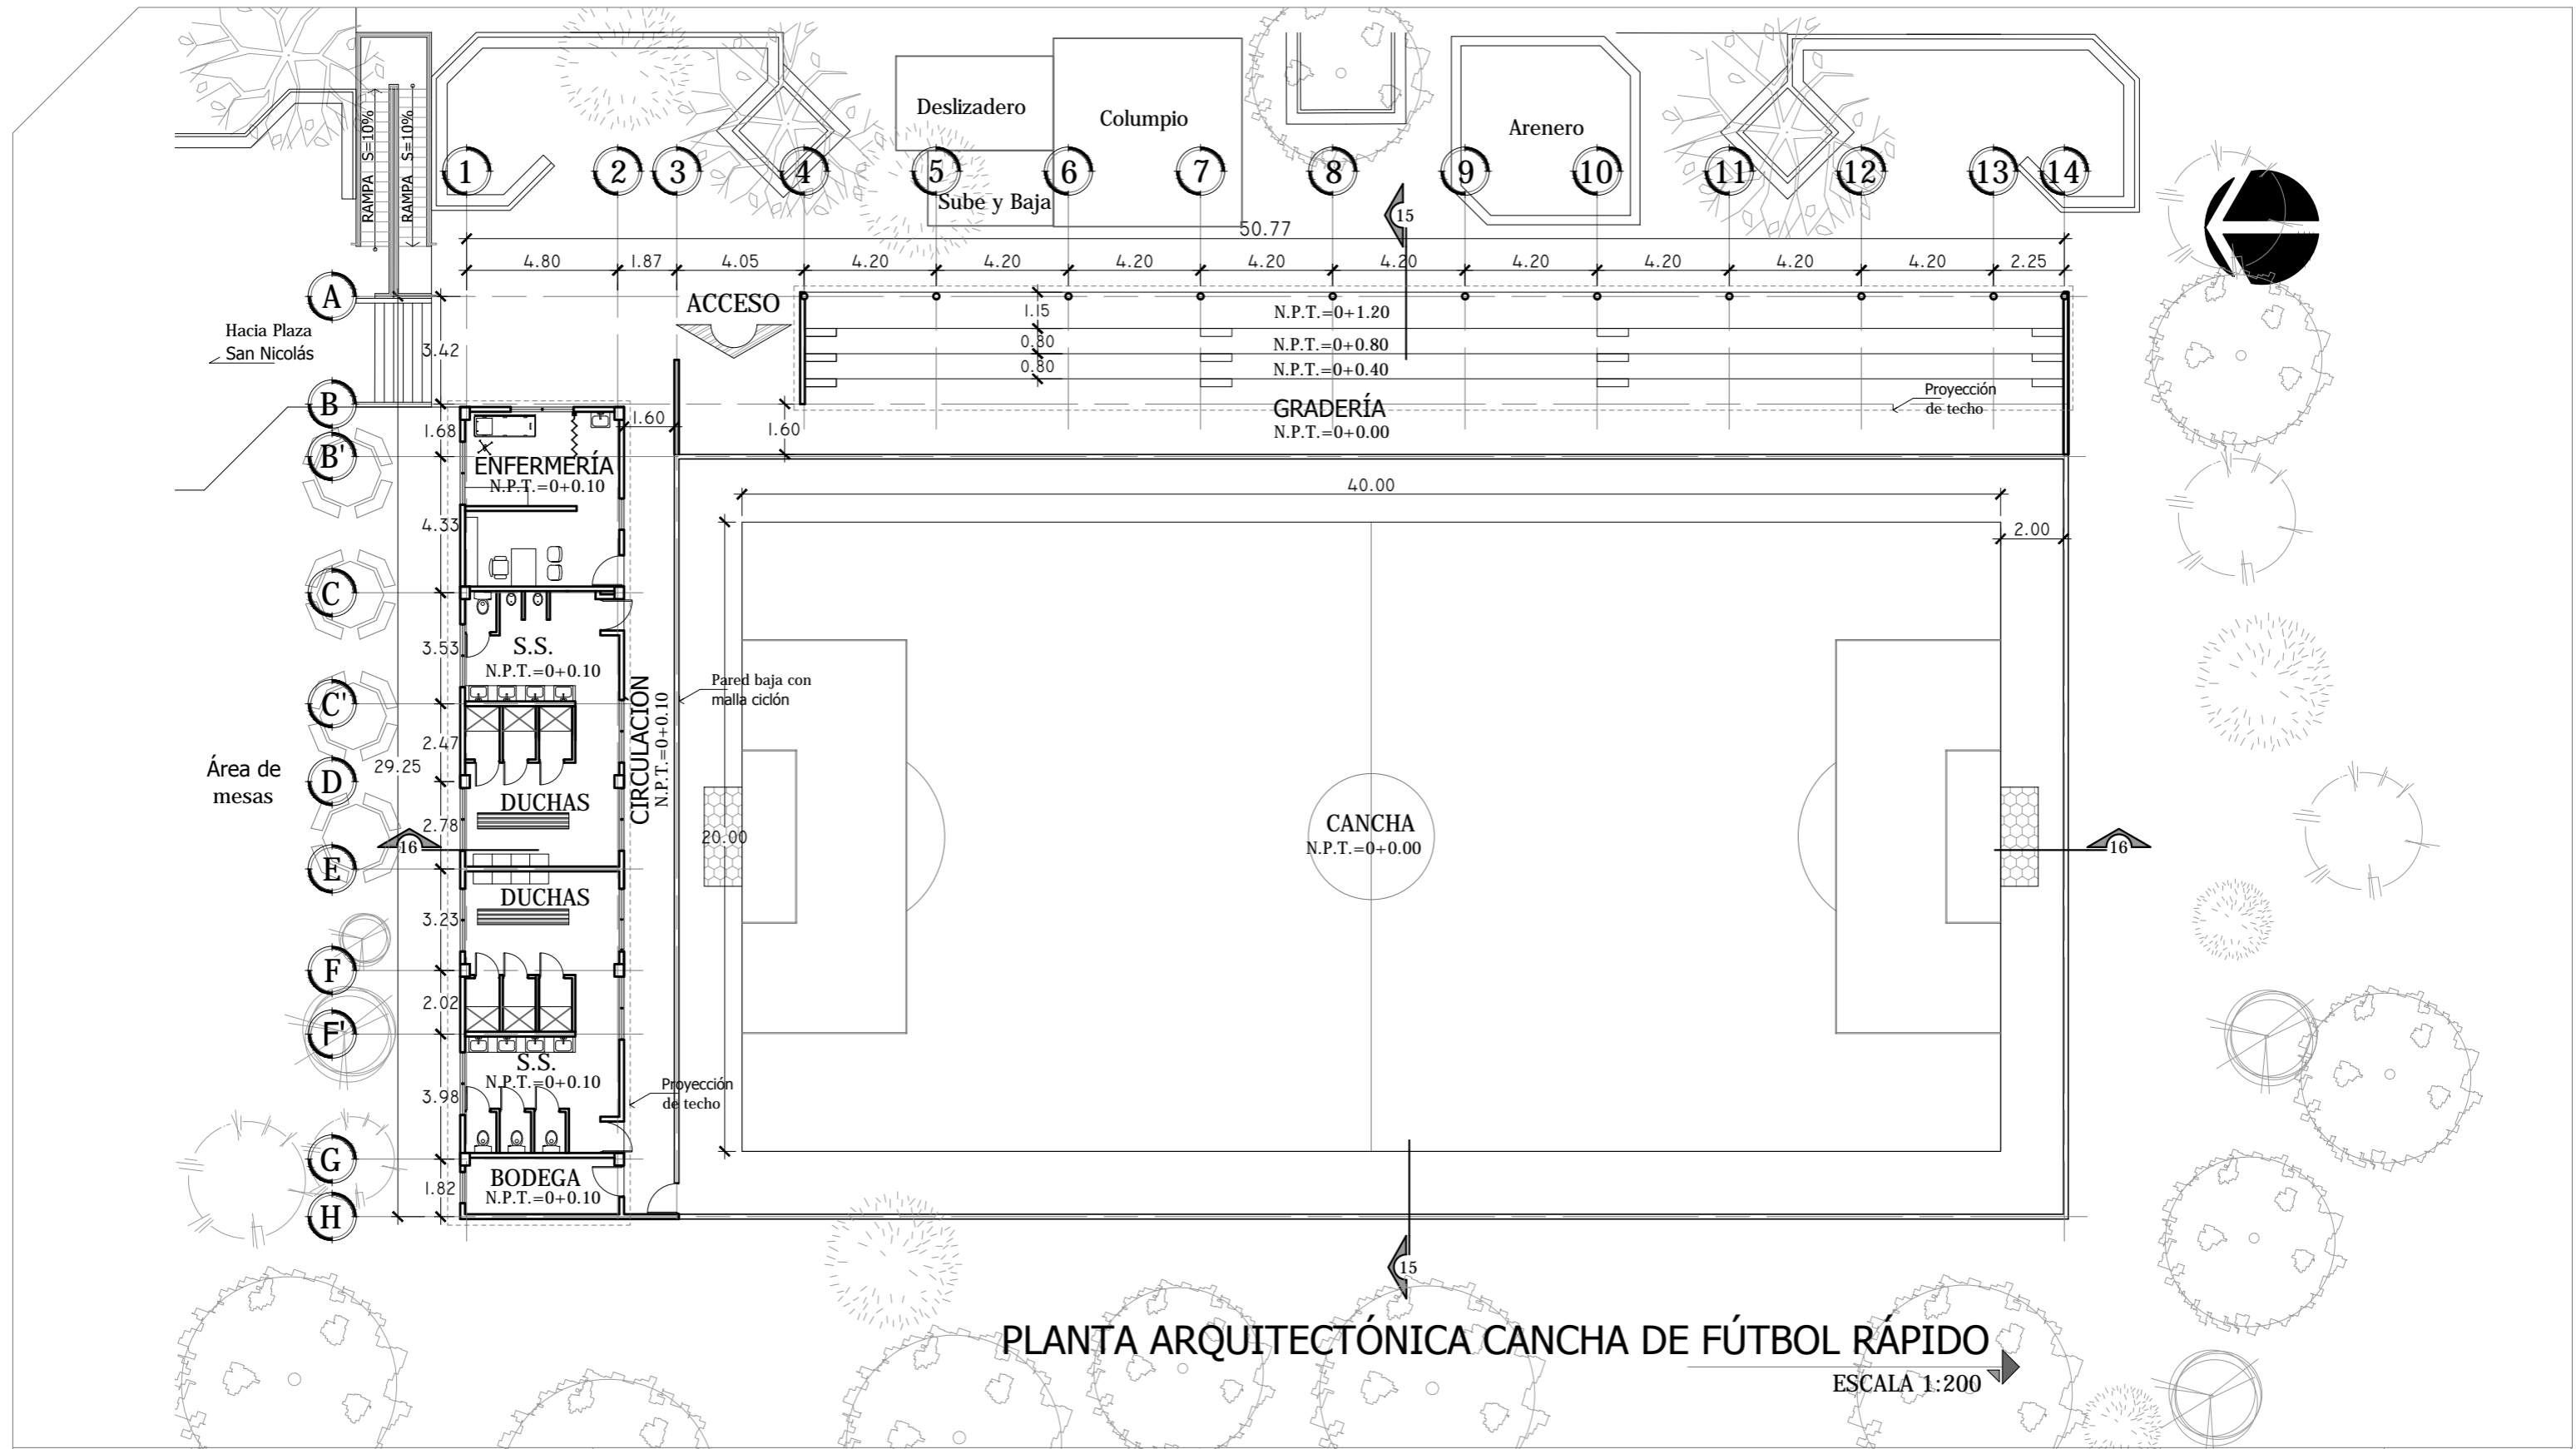 Deslizadero
Columpio
Arenero
Sube y Baja
RAMPA S=10%
RAMPA S=10%
1
2
3
4
5
6
7
8
9
10
11
12
13
14
15
50.77
4.80
1.87
4.05
4.20
4.20
4.20
4.20
4.20
4.20
4.20
4.20
4.20
2.25
A
B
B'
C
C'
D
E
F
F'
G
H
Hacia Plaza
San Nicolás
ACCESO
3.42
1.68
4.33
3.53
2.47
2.78
3.23
2.02
3.98
1.82
29.25
1.15
0.80
0.80
N.P.T.=0+1.20
N.P.T.=0+0.80
N.P.T.=0+0.40
GRADERÍA
N.P.T.=0+0.00
Proyección
de techo
1.60
1.60
ENFERMERÍA
N.P.T.=0+0.10
40.00
2.00
S.S.
N.P.T.=0+0.10
Pared baja con
malla ciclón
CIRCULACION
N.P.T.=0+0.10
Área de
mesas
DUCHAS
20.00
CANCHA
N.P.T.=0+0.00
16
16
DUCHAS
S.S.
N.P.T.=0+0.10
Proyección
de techo
BODEGA
N.P.T.=0+0.10
15
PLANTA ARQUITECTÓNICA CANCHA DE FÚTBOL RÁPIDO
ESCALA 1:200